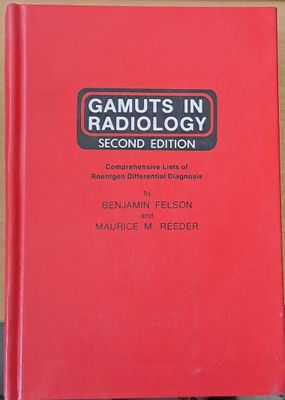 GAMUTS IN
RADIOLOGY
SECOND EDITION
Comprehensive Lists of
Roentgen Differential Diagnosis
by
BENJAMIN FELSON
and
MAURICE M. REEDER